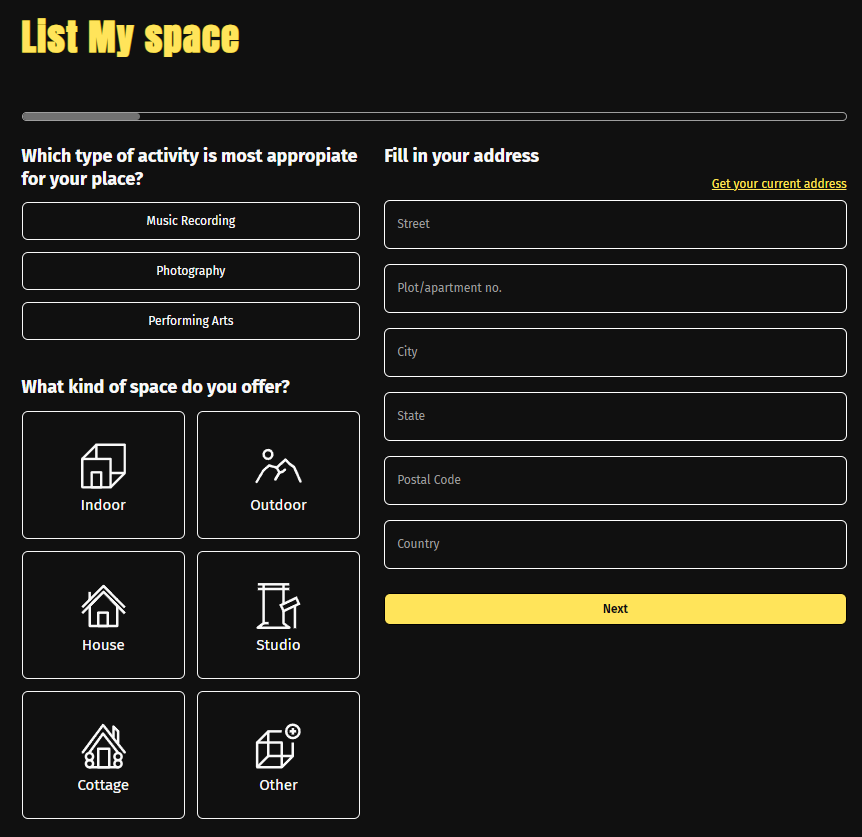 List My space
Which type of activity is most appropiate
for your place?
Music Recording
Photography
Performing Arts
What kind of space do you offer?
Indoor
Outdoor
House
Studio
Cottage
Other
Fill in your address
Get your current address
Street
Plot/apartment no.
City
State
Postal Code
Country
Next